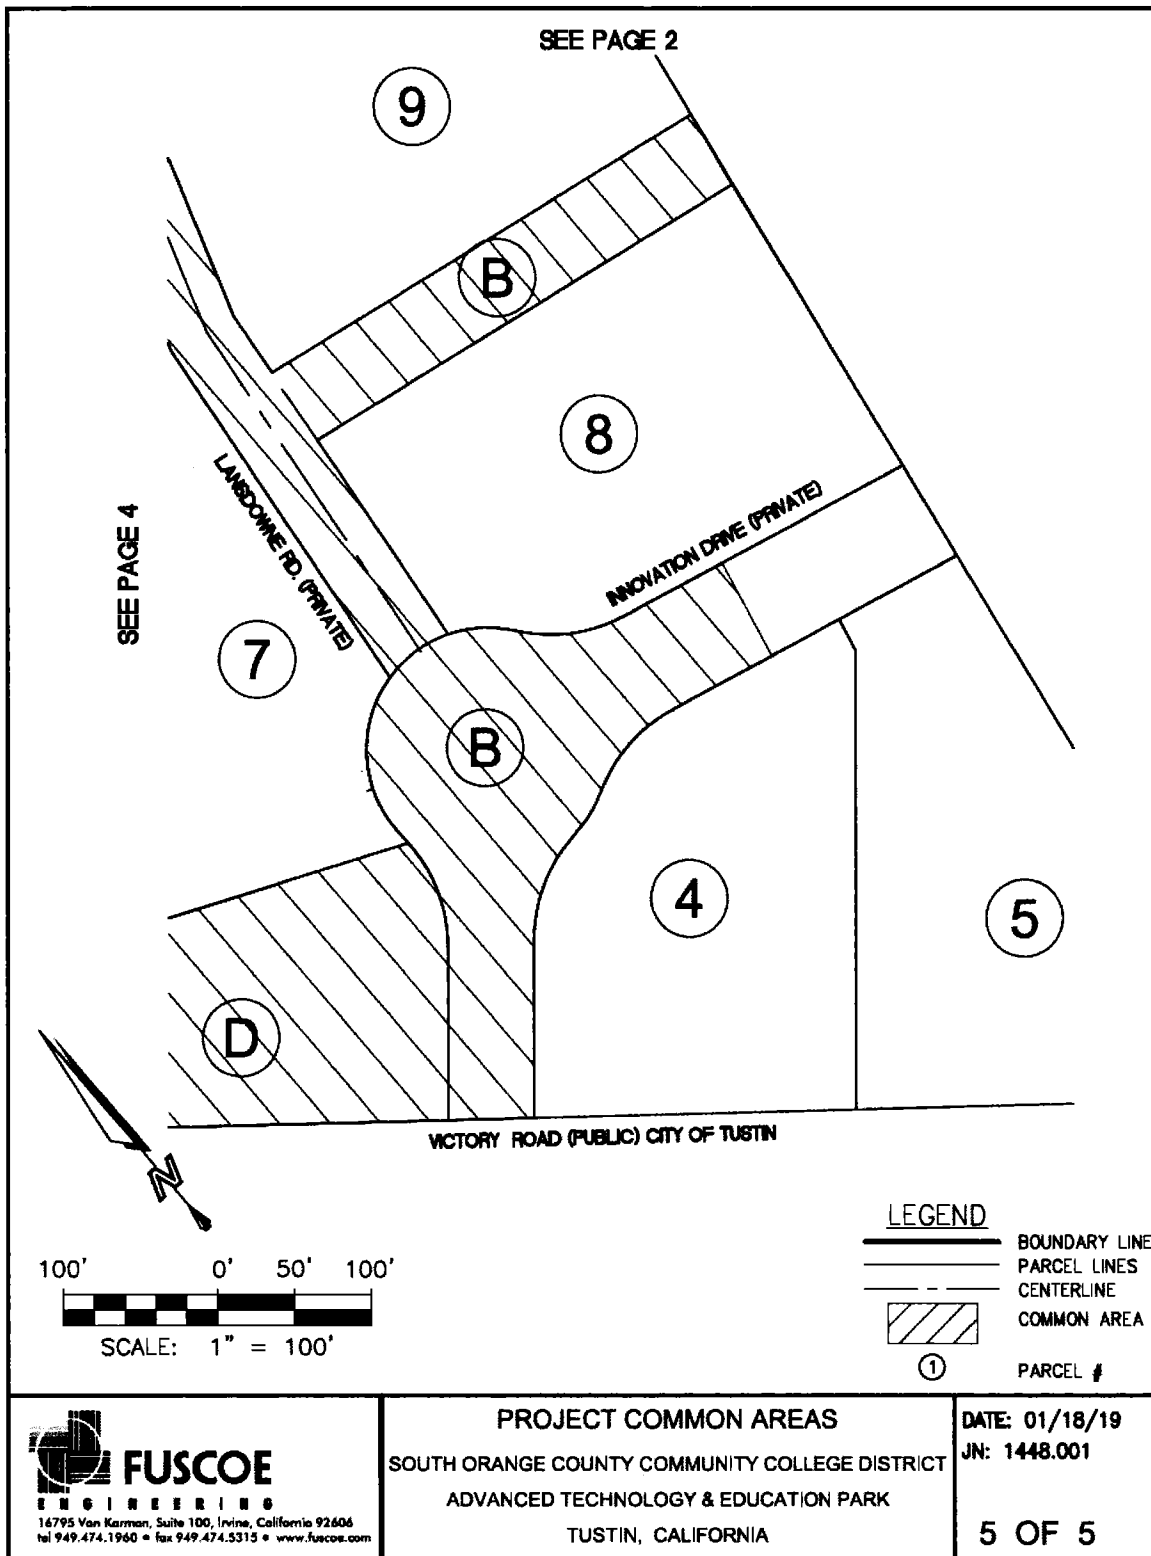 SEE PAGE 2
9
B
8
LANSDOWNE RD. (PRIVATE)
INNOVATION DRIVE (PRIVATE)
SEE PAGE 4
7
B
4
5
D
VICTORY ROAD (PUBLIC) CITY OF TUSTIN
N
LEGEND
BOUNDARY LINE
PARCEL LINES
CENTERLINE
COMMON AREA
1 PARCEL #
100' 0' 50' 100'
SCALE: 1" = 100'
FUSCOE
ENGINEERING
16795 Von Karman, Suite 100, Irvine, California 92606
tel 949.474.1960 • fax 949.474.5315 • www.fuscoe.com
PROJECT COMMON AREAS
SOUTH ORANGE COUNTY COMMUNITY COLLEGE DISTRICT
ADVANCED TECHNOLOGY & EDUCATION PARK
TUSTIN, CALIFORNIA
DATE: 01/18/19
JN: 1448.001
5 OF 5